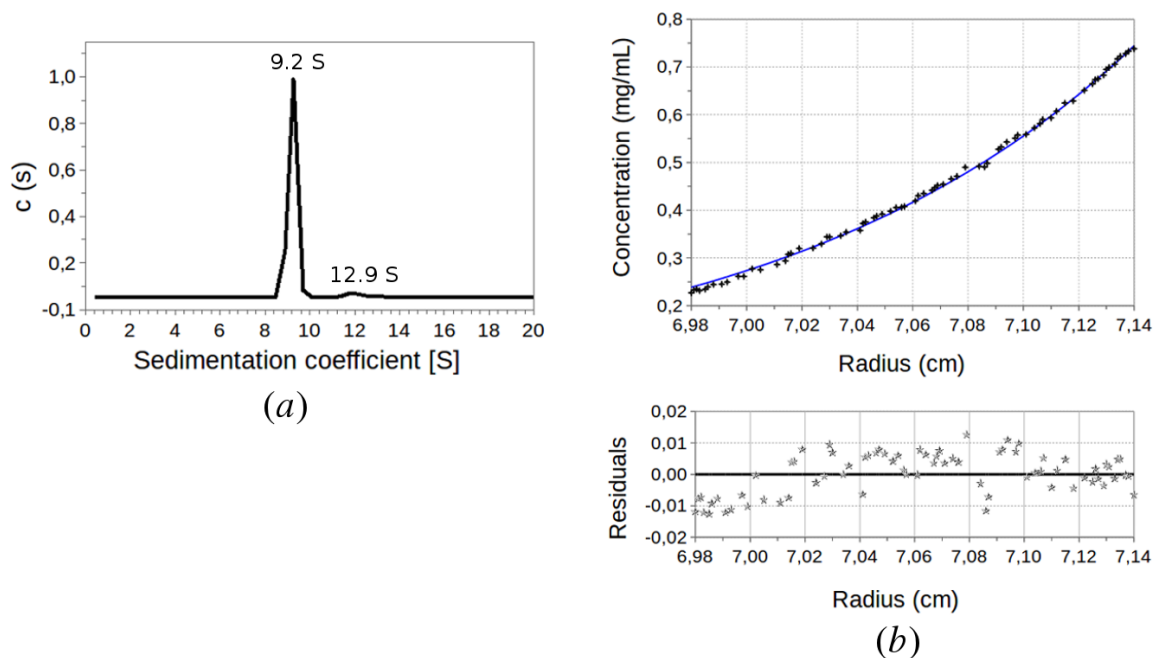 9.2 S
12.9 S
c (s)
1,0
0,8
0,6
0,4
0,2
-0,1
0 2 4 6 8 10 12 14 16 18 20
Sedimentation coefficient [S]
(a)
Concentration (mg/mL)
0,8
0,7
0,6
0,5
0,4
0,3
0,2
6,98 7,00 7,02 7,04 7,06 7,08 7,10 7,12 7,14
Radius (cm)
Residuals
0,02
0,01
0,00
-0,01
-0,02
6,98 7,00 7,02 7,04 7,06 7,08 7,10 7,12 7,14
Radius (cm)
(b)